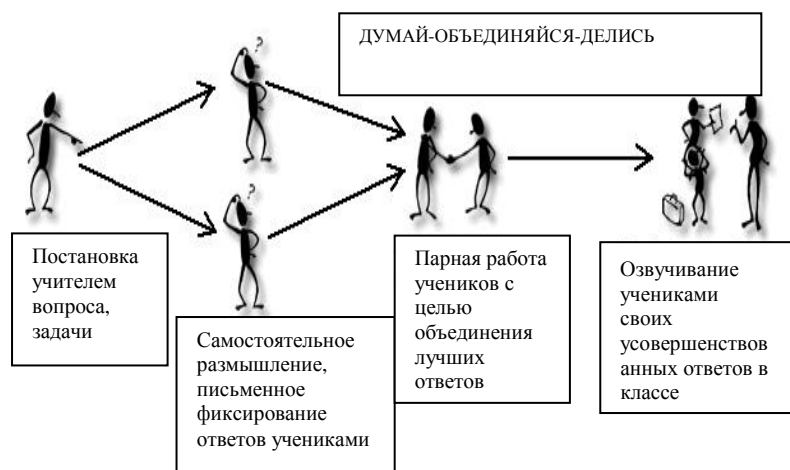 ДУМАЙ-ОБЪЕДИНЯЙСЯ-ДЕЛИСЬ
?
?
Постановка
учителем
вопроса,
задачи
Самостоятельное
размышление,
письменное
фиксирование
ответов учениками
Парная работа
учеников с
целью
объединения
лучших
ответов
Озвучивание
учениками
своих
усовершенствов
анных ответов в
классе